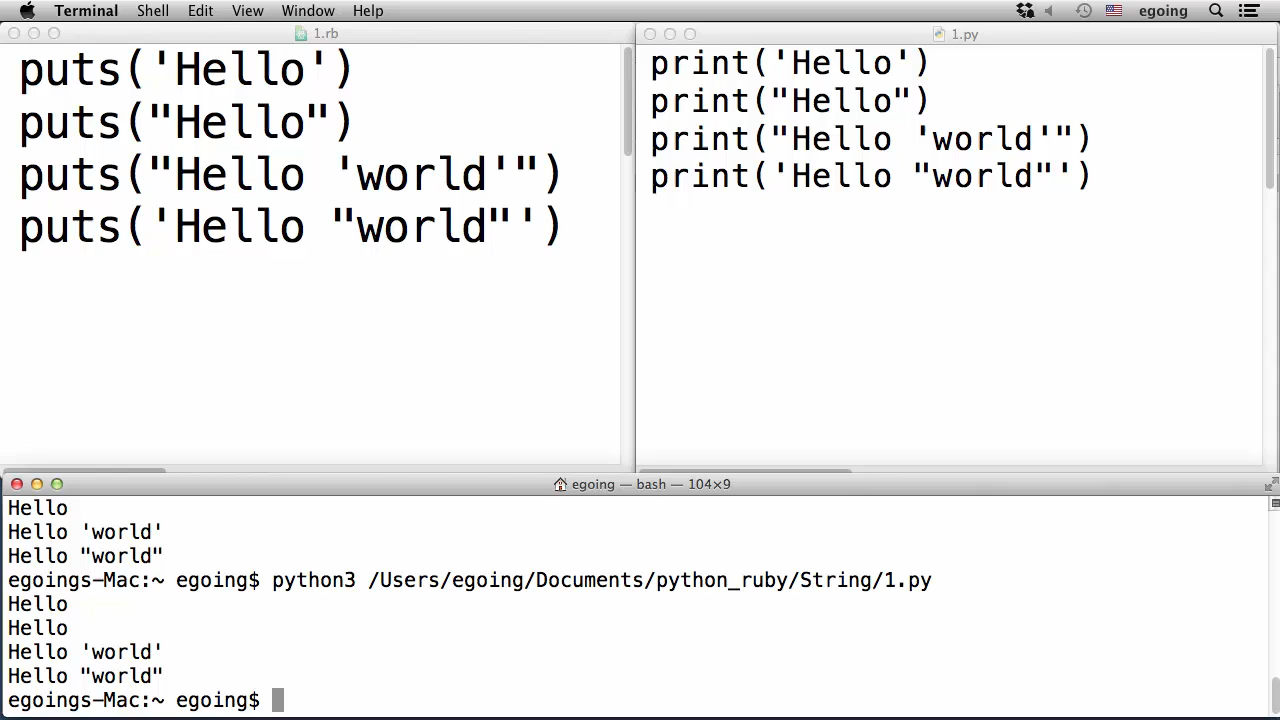 Terminal Shell Edit View Window Help egoing
1.rb
puts('Hello')
puts("Hello")
puts("Hello 'world'")
puts('Hello "world"')
1.py
print('Hello')
print("Hello")
print("Hello 'world'")
print('Hello "world"')
egoing — bash — 104×9
Hello
Hello 'world'
Hello "world"
egoings-Mac:~ egoing$ python3 /Users/egoing/Documents/python_ruby/String/1.py
Hello
Hello
Hello 'world'
Hello "world"
egoings-Mac:~ egoing$